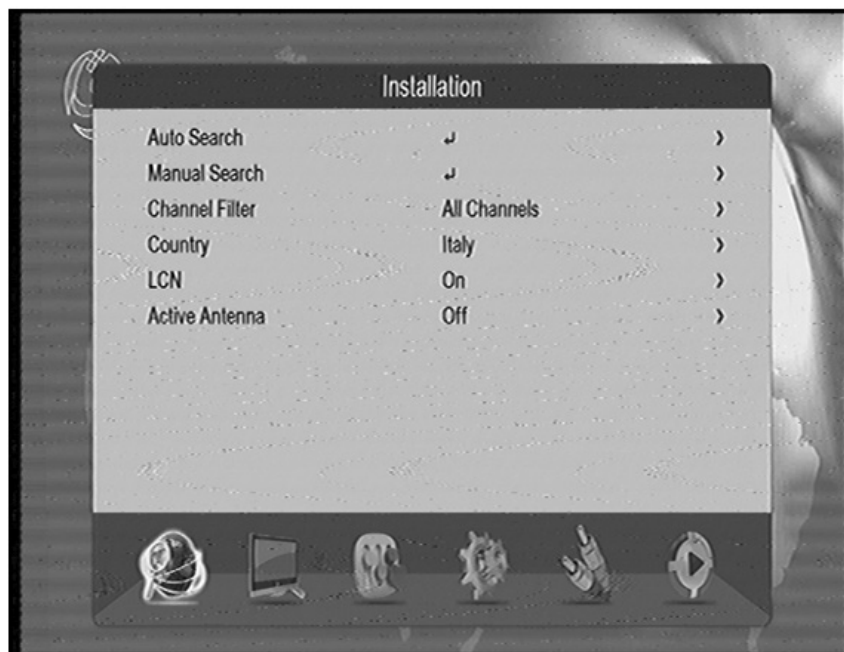 Installation
Auto Search ↲ ❯
Manual Search ↲ ❯
Channel Filter All Channels ❯
Country Italy ❯
LCN On ❯
Active Antenna Off ❯